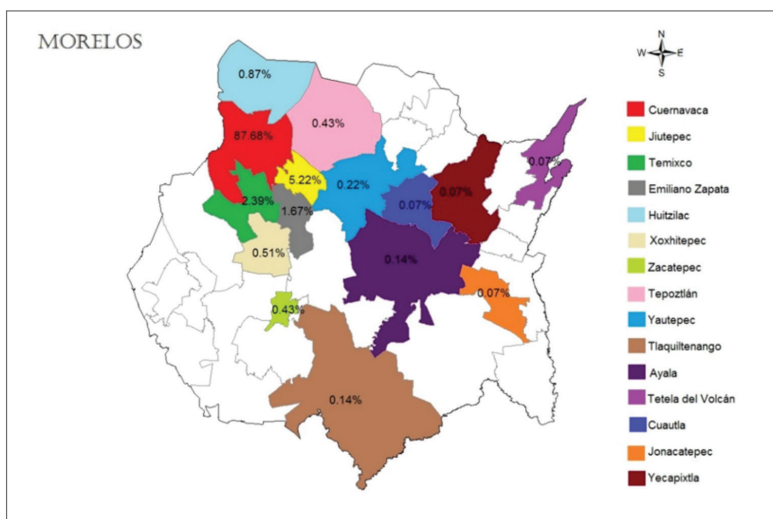 MORELOS
N
W E
S
0.87%
0.43%
87.68%
5.22%
0.22%
0.07%
0.07%
0.07%
2.39%
1.67%
0.51%
0.14%
0.07%
0.43%
0.14%
Cuernavaca
Jiutepec
Temixco
Emiliano Zapata
Huitzilac
Xoxhitepec
Zacatepec
Tepoztlán
Yautepec
Tlaquiltenango
Ayala
Tetela del Volcán
Cuautla
Jonacatepec
Yecapixtla